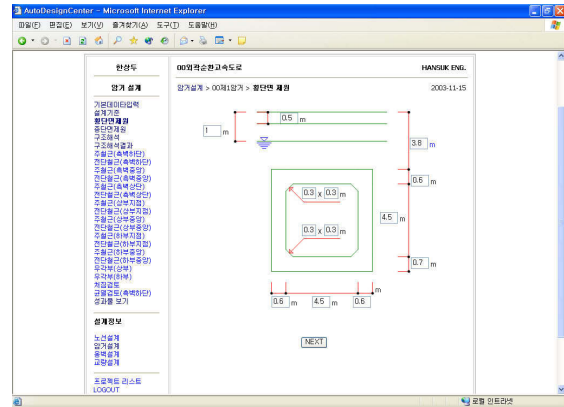 AutoDesignCenter - Microsoft Internet Explorer
파일(F) 편집(E) 보기(V) 즐겨찾기(A) 도구(T) 도움말(H)
한상두
00외곽순환고속도로
HANSUK ENG.
암거 설계
암거설계 > 00제1암거 > 횡단면 제원
2003-11-15
기본데이타입력
설계기준
횡단면제원
종단면제원
구조해석
구조해석결과
주철근(측벽하단)
전단철근(측벽하단)
주철근(측벽중앙)
전단철근(측벽중앙)
주철근(측벽상단)
전단철근(측벽상단)
주철근(상부지점)
전단철근(상부지점)
주철근(상부중앙)
전단철근(상부중앙)
주철근(하부지점)
전단철근(하부지점)
주철근(하부중앙)
전단철근(하부중앙)
우각부(상부)
우각부(하부)
처짐검토
균열검토(측벽하단)
성과물 보기
설계정보
노선설계
암거설계
옹벽설계
교량설계
프로젝트 리스트
LOGOUT
0.5 m
1 m
3.8 m
0.6 m
0.3 x 0.3 m
4.5 m
0.3 x 0.3 m
0.7 m
m
0.6 m 4.5 m 0.6
NEXT
로컬 인트라넷